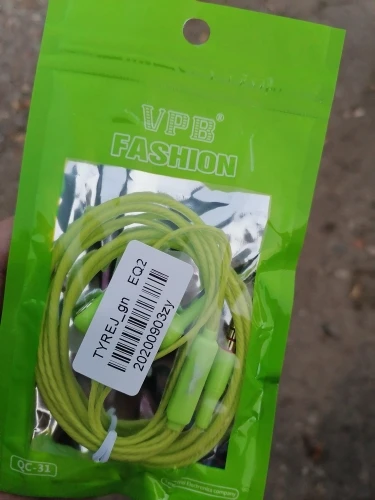 VPB®
FASHION
TYREJ_gn EQ2
20200903zy
QC-31